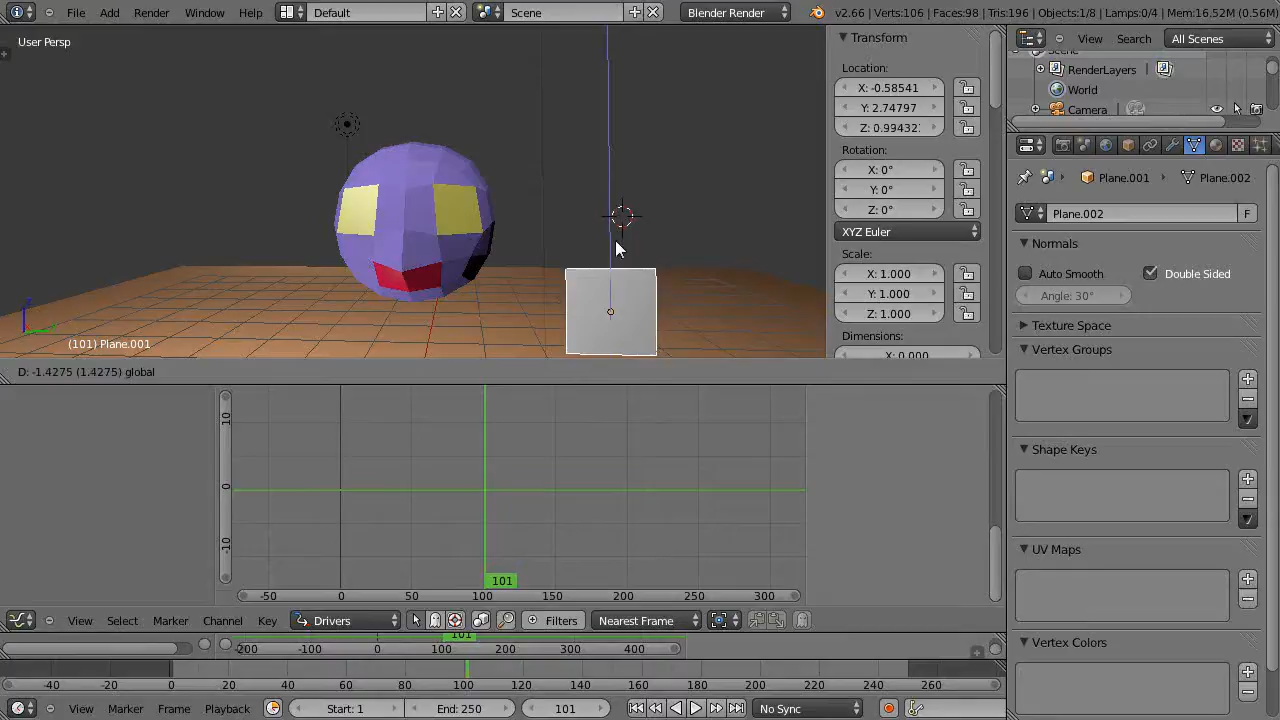 File Add Render Window Help Default Scene Blender Render v2.66 | Verts:106 | Faces:98 | Tris:196 | Objects:1/8 | Lamps:0/4 | Mem:16.52M (0.56M)
User Persp
(101) Plane.001
D: -1.4275 (1.4275) global
Transform
Location:
X: -0.58541
Y: 2.74797
Z: 0.99432
Rotation:
X: 0°
Y: 0°
Z: 0°
XYZ Euler
Scale:
X: 1.000
Y: 1.000
Z: 1.000
Dimensions:
X: 0.000
View Search All Scenes
Scene
RenderLayers
World
Camera
Plane.001 Plane.002
Plane.002 F
Normals
Auto Smooth Double Sided
Angle: 30°
Texture Space
Vertex Groups
Shape Keys
UV Maps
Vertex Colors
10
0
-10
101
-50 0 50 100 150 200 250 300
View Select Marker Channel Key Drivers Filters Nearest Frame
101
-200 -100 0 100 200 300 400
-40 -20 0 20 40 60 80 100 120 140 160 180 200 220 240 260
View Marker Frame Playback Start: 1 End: 250 101 No Sync